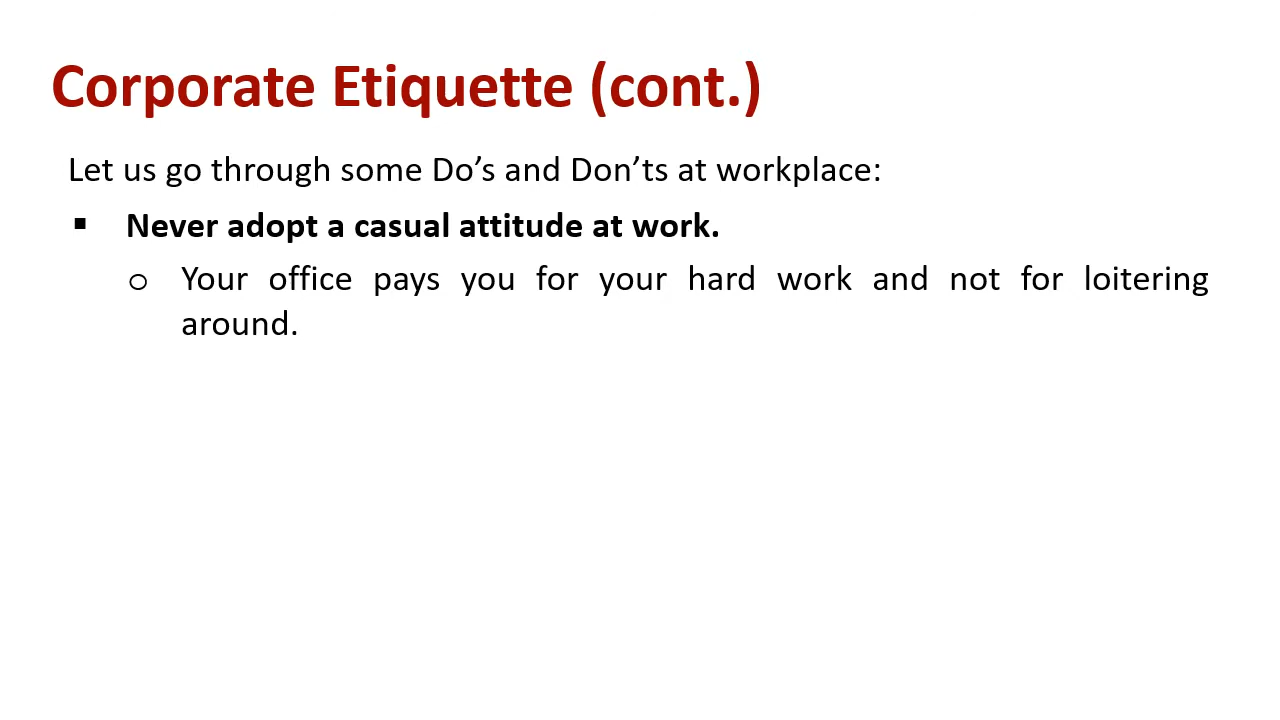 Corporate Etiquette (cont.)
Let us go through some Do’s and Don’ts at workplace:
▪ Never adopt a casual attitude at work.
o Your office pays you for your hard work and not for loitering
around.